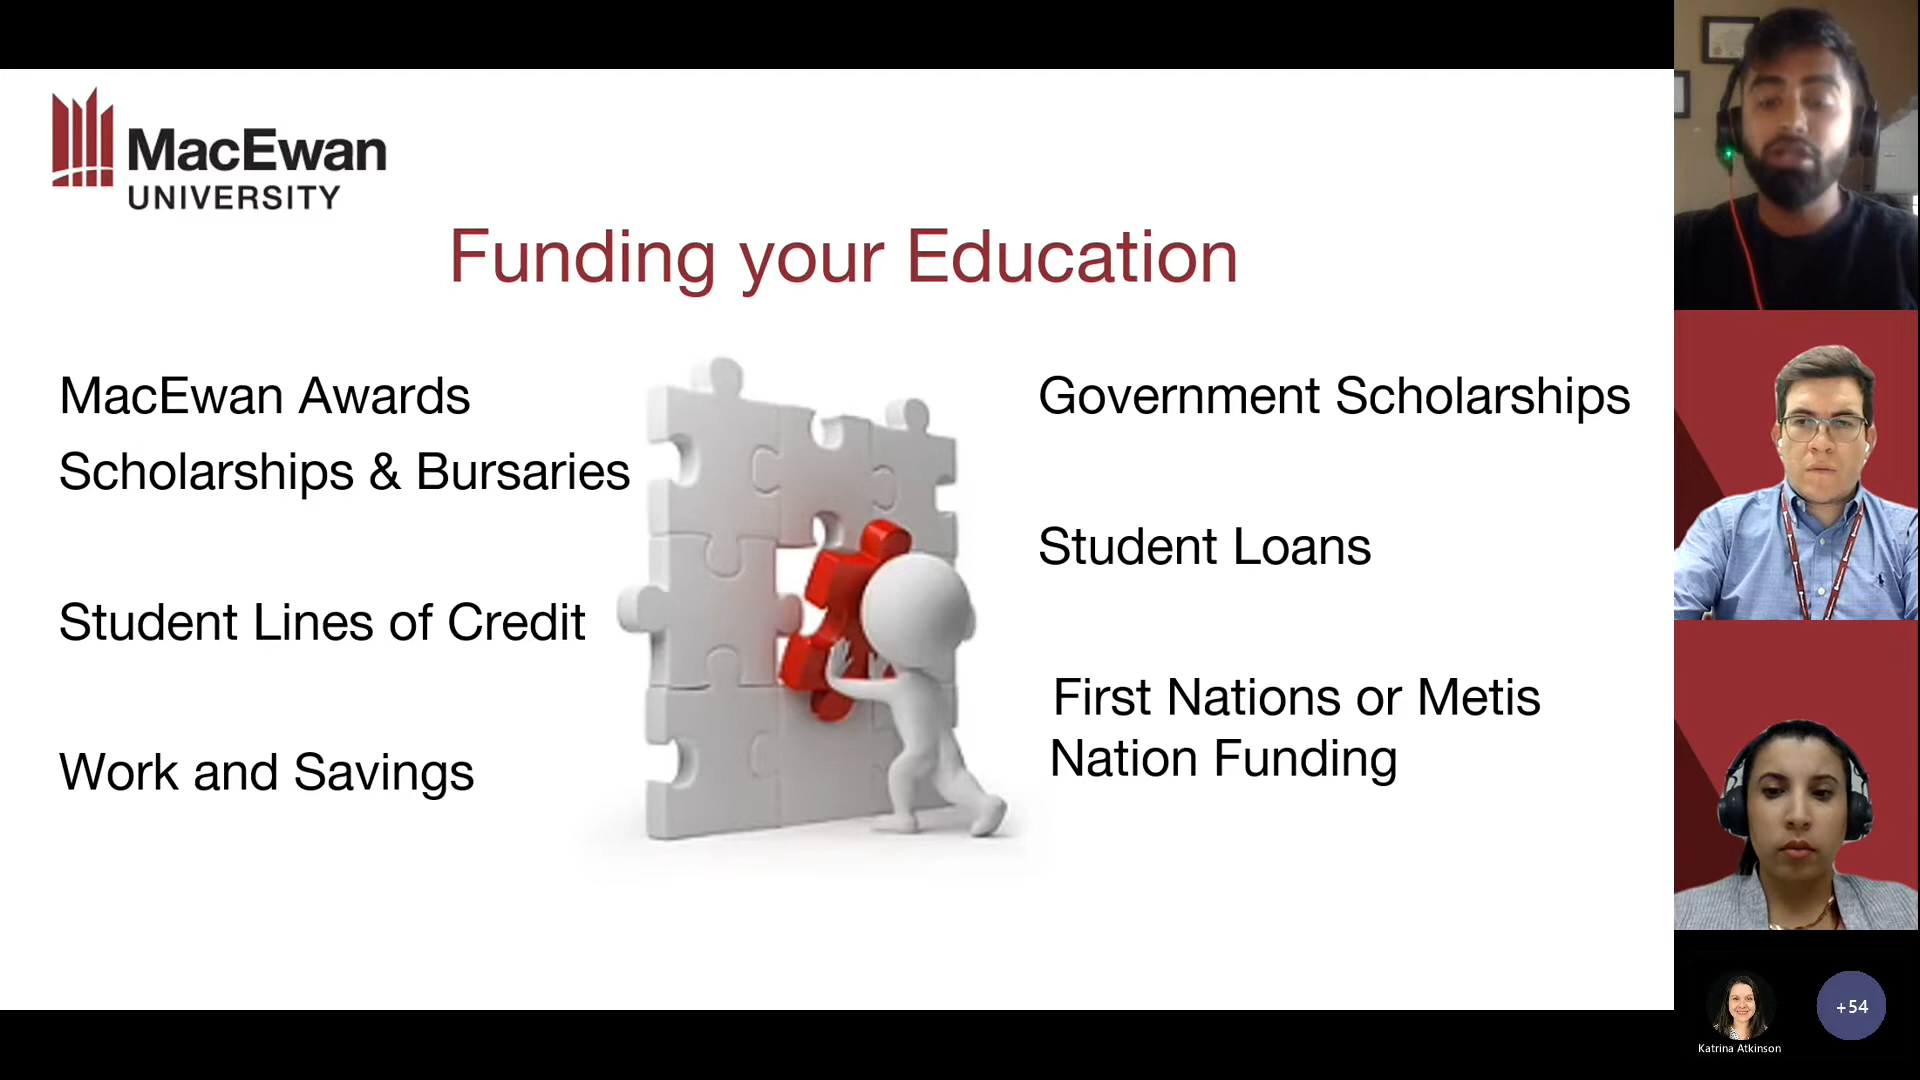 MacEwan
UNIVERSITY
Funding your Education
MacEwan Awards
Scholarships & Bursaries
Student Lines of Credit
Work and Savings
Government Scholarships
Student Loans
First Nations or Metis
Nation Funding
+54
Katrina Atkinson